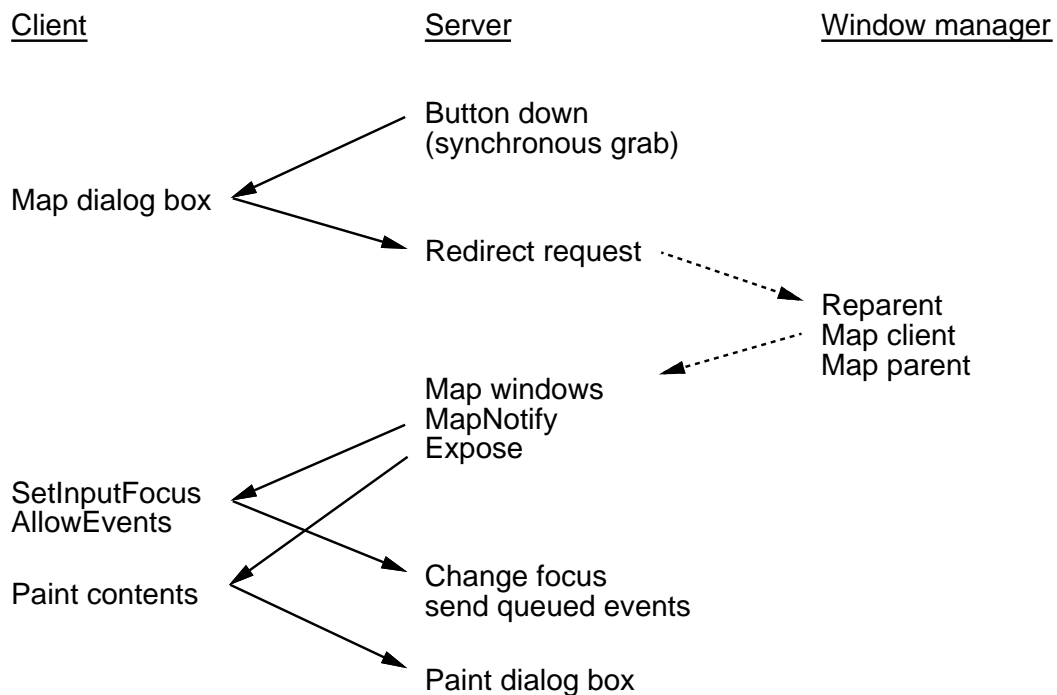 Client
Server
Window manager
Button down
(synchronous grab)
Map dialog box
Redirect request
Reparent
Map client
Map parent
Map windows
MapNotify
Expose
SetInputFocus
AllowEvents
Change focus
send queued events
Paint contents
Paint dialog box